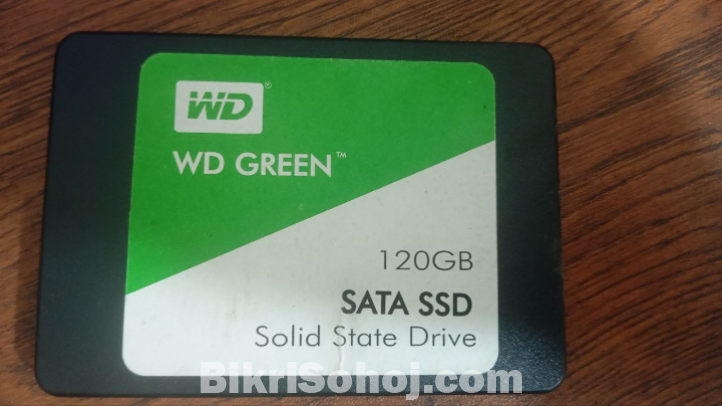 WD®
WD GREEN™
120GB
SATA SSD
Solid State Drive
BikriSohoj.com